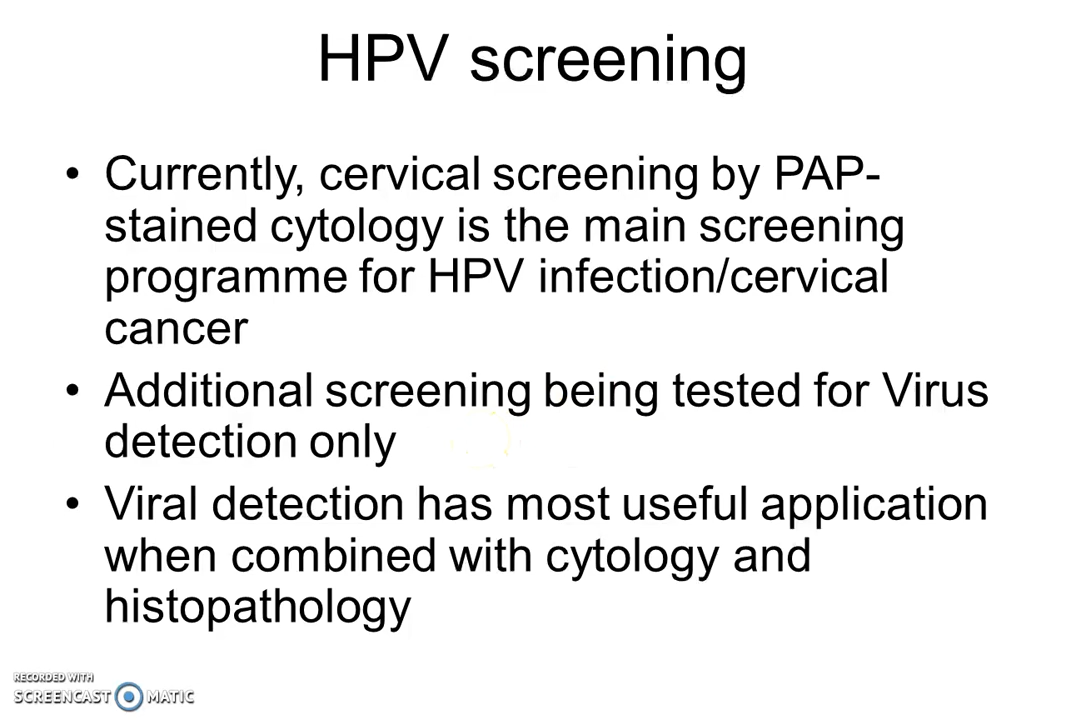 HPV screening
• Currently, cervical screening by PAP-
stained cytology is the main screening
programme for HPV infection/cervical
cancer
• Additional screening being tested for Virus
detection only
• Viral detection has most useful application
when combined with cytology and
histopathology
RECORDED WITH
SCREENCAST MATIC